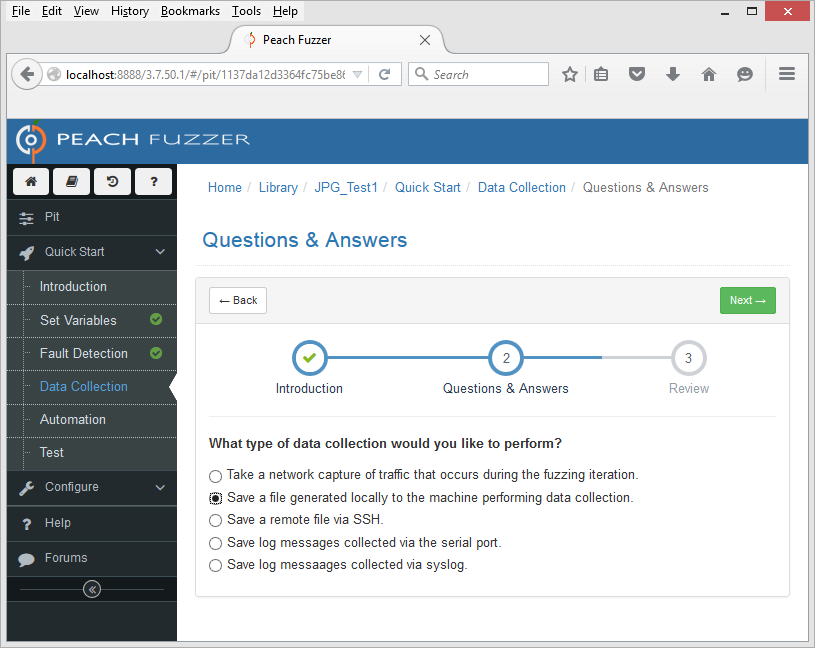 File Edit View History Bookmarks Tools Help
Peach Fuzzer
localhost:8888/3.7.50.1/#/pit/1137da12d3364fc75be86
Search
PEACH FUZZER
Home / Library / JPG_Test1 / Quick Start / Data Collection / Questions & Answers
?
Pit
Quick Start
Introduction
Set Variables
Fault Detection
Data Collection
Automation
Test
Configure
? Help
Forums
Questions & Answers
← Back
Next →
2
3
Introduction
Questions & Answers
Review
What type of data collection would you like to perform?
Take a network capture of traffic that occurs during the fuzzing iteration.
Save a file generated locally to the machine performing data collection.
Save a remote file via SSH.
Save log messages collected via the serial port.
Save log messaages collected via syslog.